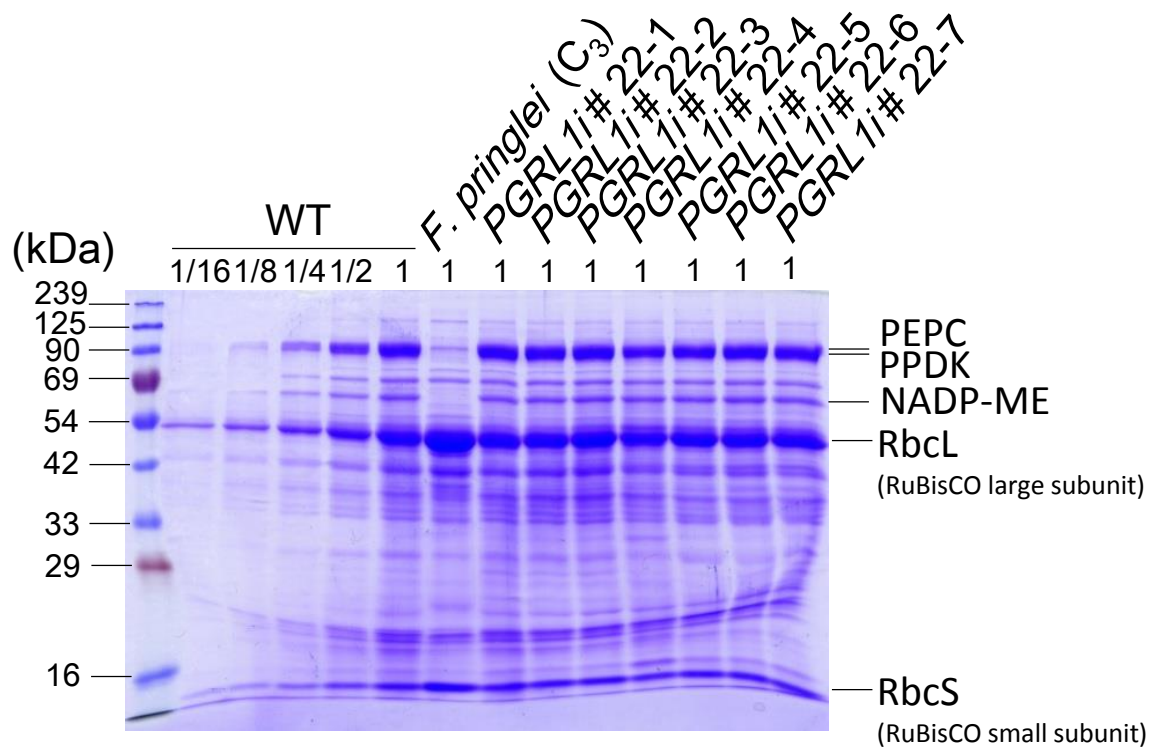 F. pringlei (C3)
PGRL1i# 22-1
PGRL1i# 22-2
PGRL1i# 22-3
PGRL1i# 22-4
PGRL1i# 22-5
PGRL1i# 22-6
PGRL1i# 22-7
WT
(kDa)
1/16 1/8 1/4 1/2 1 1 1 1 1 1 1 1 1
239
125
90
69
54
42
33
29
16
PEPC
PPDK
NADP-ME
RbcL
(RuBisCO large subunit)
RbcS
(RuBisCO small subunit)